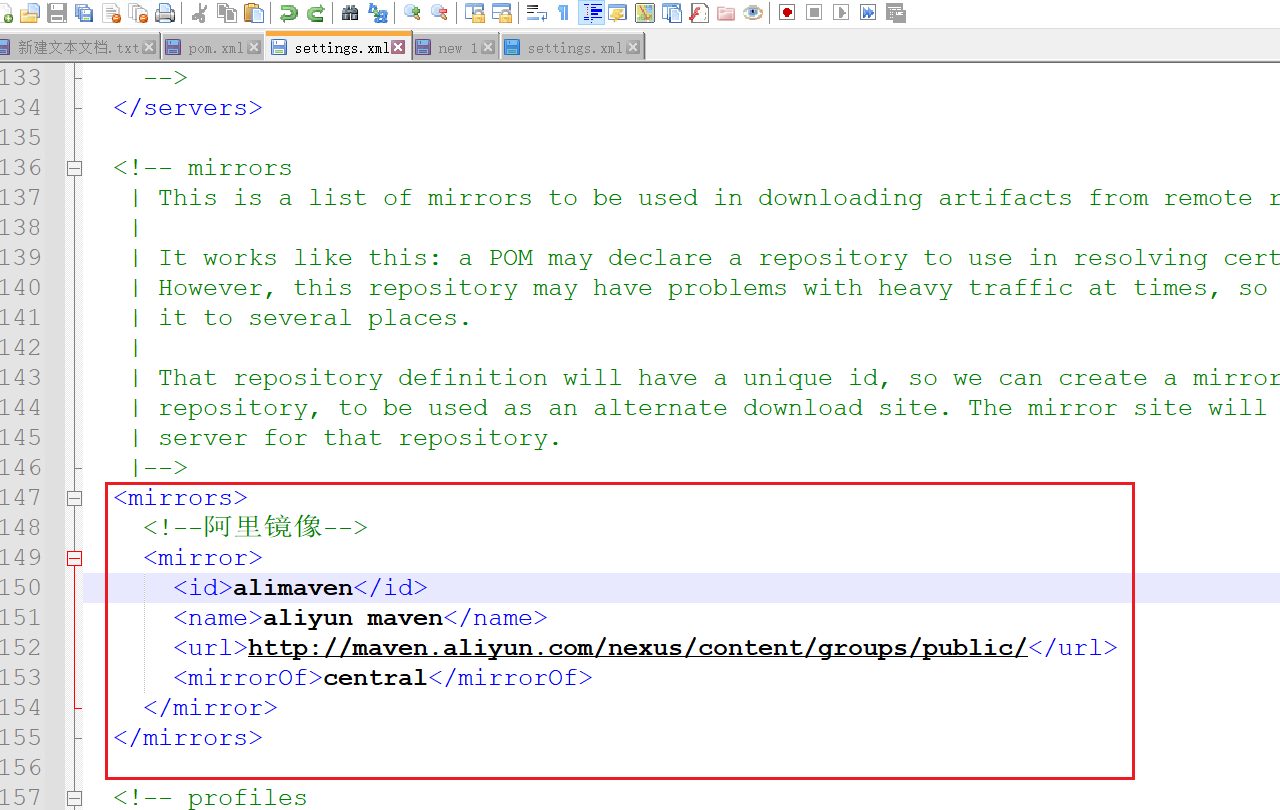 新建文本文档.txt pom.xml settings.xml new 1 settings.xml
133 -->
134 </servers>
135
136 <!-- mirrors
137 | This is a list of mirrors to be used in downloading artifacts from remote r
138 |
139 | It works like this: a POM may declare a repository to use in resolving cert
140 | However, this repository may have problems with heavy traffic at times, so
141 | it to several places.
142 |
143 | That repository definition will have a unique id, so we can create a mirror
144 | repository, to be used as an alternate download site. The mirror site will
145 | server for that repository.
146 |-->
147 <mirrors>
148 <!--阿里镜像-->
149 <mirror>
150 <id>alimaven</id>
151 <name>aliyun maven</name>
152 <url>http://maven.aliyun.com/nexus/content/groups/public/</url>
153 <mirrorOf>central</mirrorOf>
154 </mirror>
155 </mirrors>
156
157 <!-- profiles